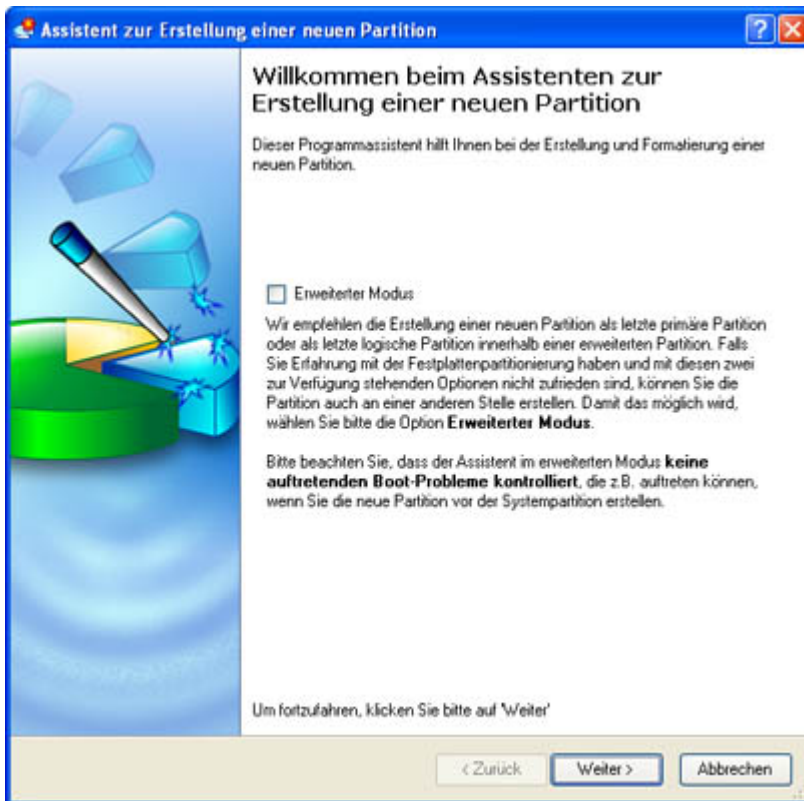 Assistent zur Erstellung einer neuen Partition
Willkommen beim Assistenten zur
Erstellung einer neuen Partition
Dieser Programmassistent hilft Ihnen bei der Erstellung und Formatierung einer
neuen Partition.
Erweiterter Modus
Wir empfehlen die Erstellung einer neuen Partition als letzte primäre Partition
oder als letzte logische Partition innerhalb einer erweiterten Partition. Falls
Sie Erfahrung mit der Festplattenpartitionierung haben und mit diesen zwei
zur Verfügung stehenden Optionen nicht zufrieden sind, können Sie die
Partition auch an einer anderen Stelle erstellen. Damit das möglich wird,
wählen Sie bitte die Option Erweiterter Modus.
Bitte beachten Sie, dass der Assistent im erweiterten Modus keine
auftretenden Boot-Probleme kontrolliert, die z.B. auftreten können,
wenn Sie die neue Partition vor der Systempartition erstellen.
Um fortzufahren, klicken Sie bitte auf 'Weiter'
< Zurück Weiter > Abbrechen